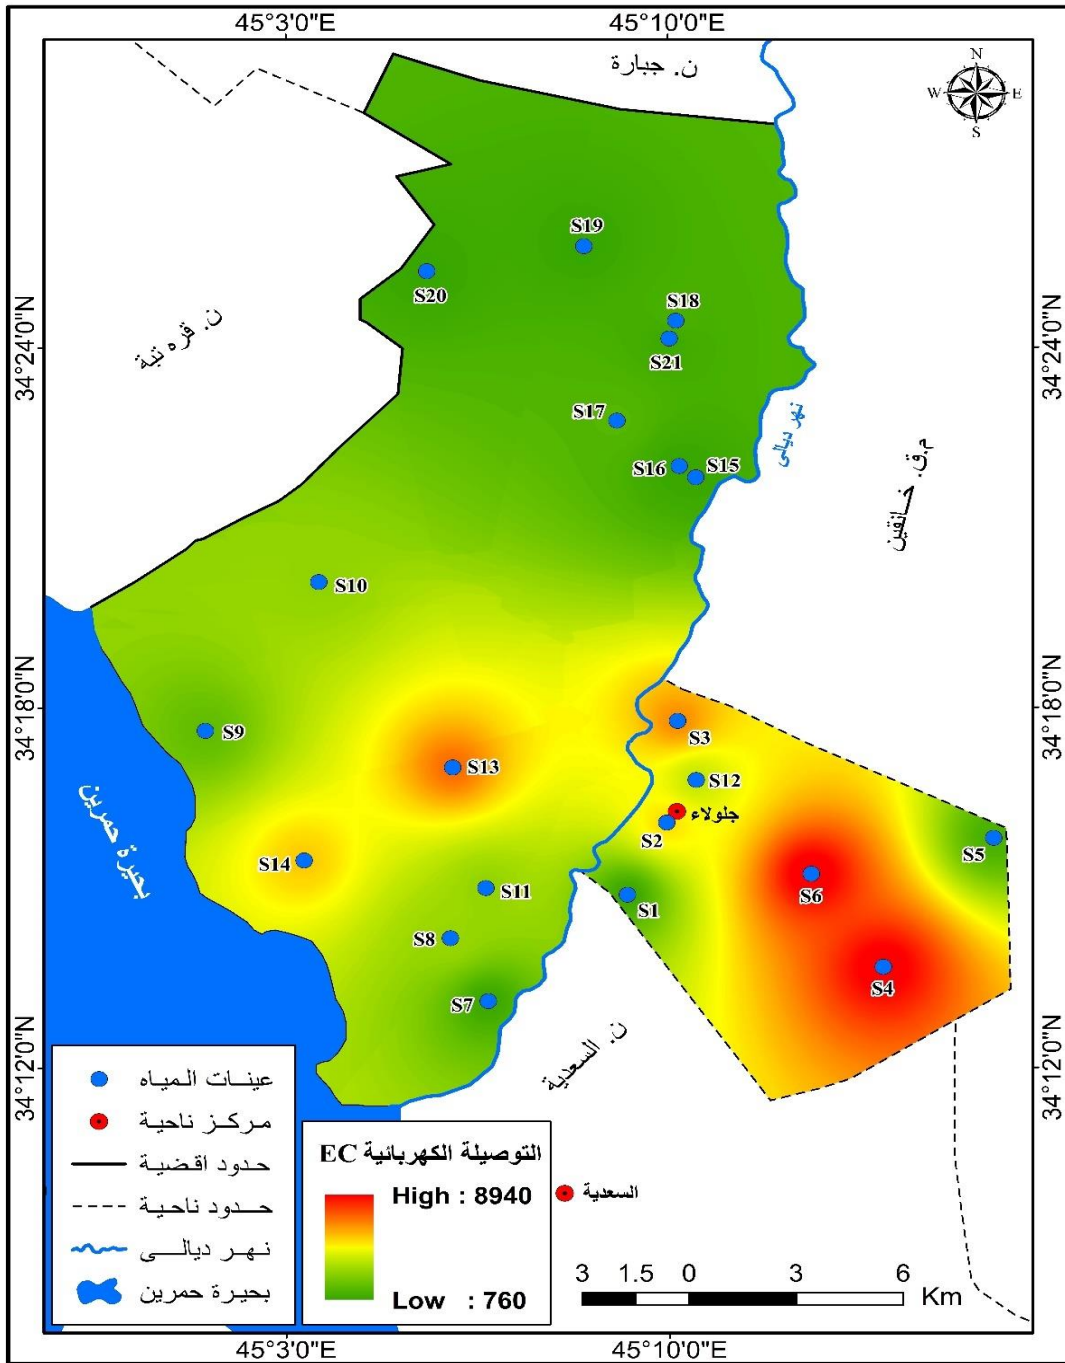 45°3'0"E
45°10'0"E
ن. جبارة
N
W
E
S
S19
S20
S18
S21
34°24'0"N
34°24'0"N
ن. قره تبة
S17
نهر ديالى
S16
S15
م.ق. خانقين
S10
34°18'0"N
34°18'0"N
S9
S3
S13
S12
جلولاء
S2
بحيرة حمرين
S14
S5
S6
S11
S1
S8
S4
S7
ن. السعدية
34°12'0"N
34°12'0"N
عينات المياه
مركز ناحية
حدود اقضية
حدود ناحية
نهر ديالى
بحيرة حمرين
التوصيلة الكهربائية EC
High : 8940
Low : 760
السعدية
3 1.5 0 3 6
Km
45°3'0"E
45°10'0"E